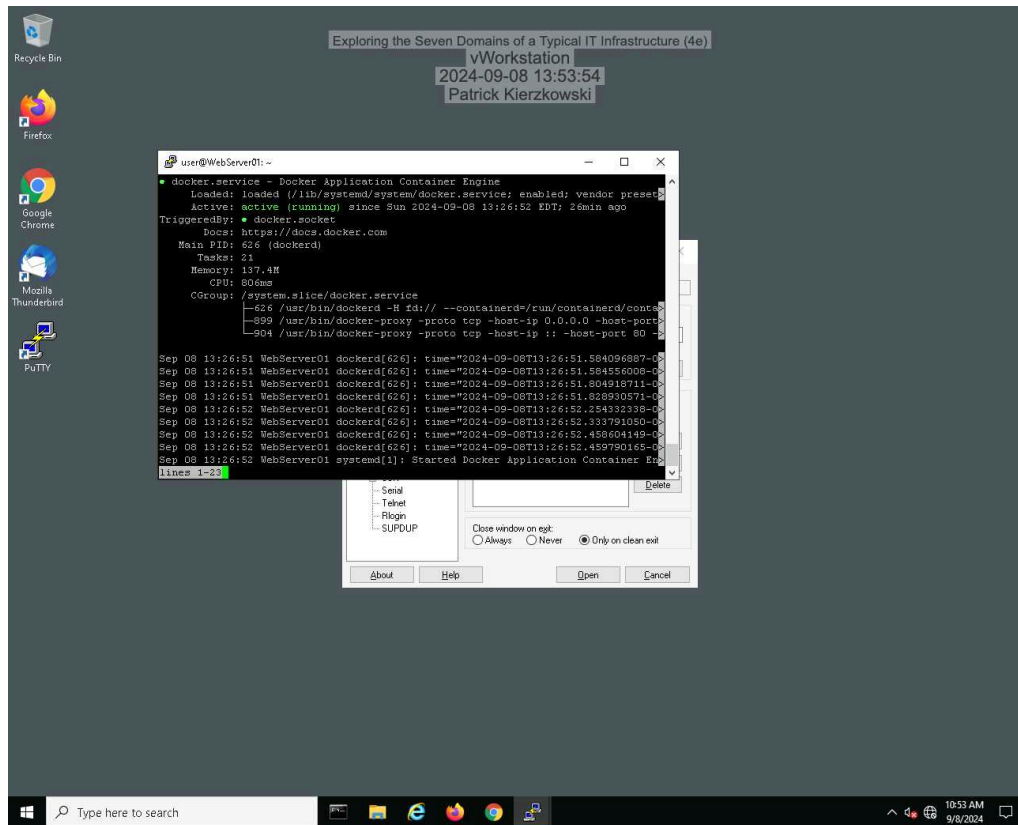 Recycle Bin
Firefox
Google
Chrome
Mozilla
Thunderbird
PuTTY
Exploring the Seven Domains of a Typical IT Infrastructure (4e)
vWorkstation
2024-09-08 13:53:54
Patrick Kierzkowski
user@WebServer01: ~
● docker.service - Docker Application Container Engine
Loaded: loaded (/lib/systemd/system/docker.service; enabled; vendor preset>
Active: active (running) since Sun 2024-09-08 13:26:52 EDT; 26min ago
TriggeredBy: ● docker.socket
Docs: https://docs.docker.com
Main PID: 626 (dockerd)
Tasks: 21
Memory: 137.4M
CPU: 806ms
CGroup: /system.slice/docker.service
├─626 /usr/bin/dockerd -H fd:// --containerd=/run/containerd/conta>
├─899 /usr/bin/docker-proxy -proto tcp -host-ip 0.0.0.0 -host-port>
└─904 /usr/bin/docker-proxy -proto tcp -host-ip :: -host-port 80 ->
Sep 08 13:26:51 WebServer01 dockerd[626]: time="2024-09-08T13:26:51.584096887-0>
Sep 08 13:26:51 WebServer01 dockerd[626]: time="2024-09-08T13:26:51.584556008-0>
Sep 08 13:26:51 WebServer01 dockerd[626]: time="2024-09-08T13:26:51.804918711-0>
Sep 08 13:26:51 WebServer01 dockerd[626]: time="2024-09-08T13:26:51.828930571-0>
Sep 08 13:26:52 WebServer01 dockerd[626]: time="2024-09-08T13:26:52.254332338-0>
Sep 08 13:26:52 WebServer01 dockerd[626]: time="2024-09-08T13:26:52.333791050-0>
Sep 08 13:26:52 WebServer01 dockerd[626]: time="2024-09-08T13:26:52.458604149-0>
Sep 08 13:26:52 WebServer01 dockerd[626]: time="2024-09-08T13:26:52.459790165-0>
Sep 08 13:26:52 WebServer01 systemd[1]: Started Docker Application Container En>
lines 1-23
Serial
Telnet
Rlogin
SUPDUP
Delete
Close window on exit:
Always Never Only on clean exit
About Help Open Cancel
Type here to search
10:53 AM
9/8/2024